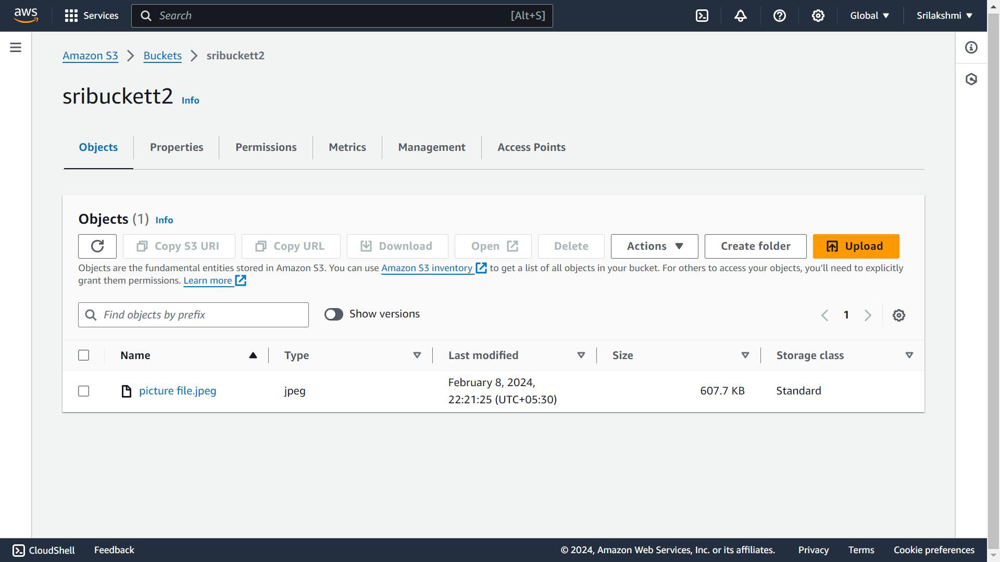 aws Services Search [Alt+S] Global Srilakshmi
Amazon S3 Buckets sribuckett2
sribuckett2 Info
Objects Properties Permissions Metrics Management Access Points
Objects (1) Info
Copy S3 URI Copy URL Download Open Delete Actions Create folder Upload
Objects are the fundamental entities stored in Amazon S3. You can use Amazon S3 inventory to get a list of all objects in your bucket. For others to access your objects, you’ll need to explicitly
grant them permissions. Learn more
Find objects by prefix Show versions 1
Name Type Last modified Size Storage class
picture file.jpeg jpeg February 8, 2024, 607.7 KB Standard
22:21:25 (UTC+05:30)
CloudShell Feedback © 2024, Amazon Web Services, Inc. or its affiliates. Privacy Terms Cookie preferences